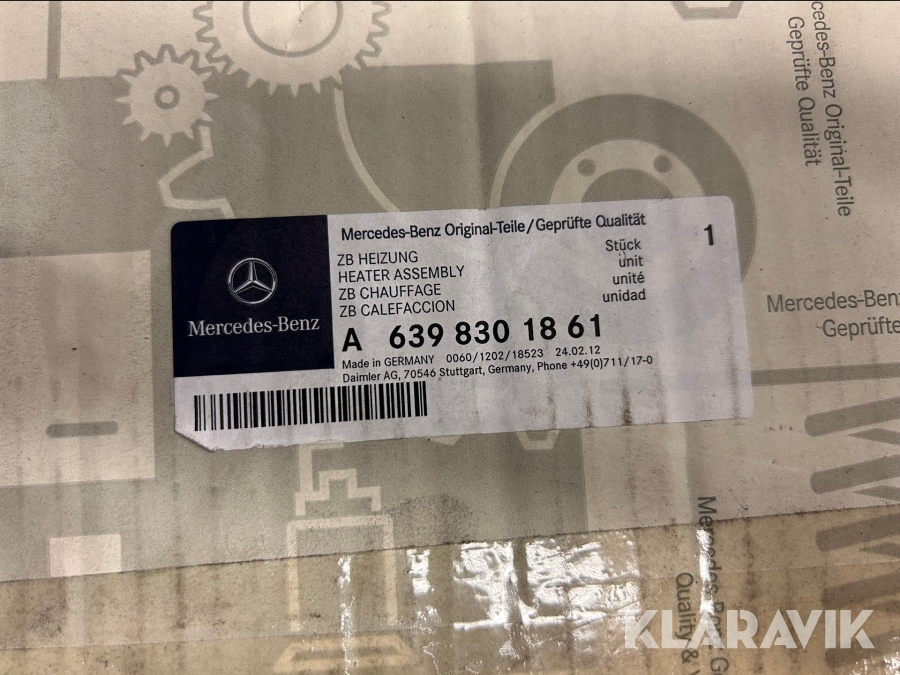 Mercedes-Benz Original-Teile/Geprüfte Qualität
ZB HEIZUNG
HEATER ASSEMBLY
ZB CHAUFFAGE
ZB CALEFACCION
Stück
unit
unité
unidad
1
Mercedes-Benz
A 639 830 18 61
Made in GERMANY 0060/1202/18523 24.02.12
Daimler AG, 70546 Stuttgart, Germany, Phone +49(0)711/17-0
cedes-Benz Original-Teile
Geprüfte Qualität
Mercedes-Ben
Geprüfte
Quality &
KLARAVIK